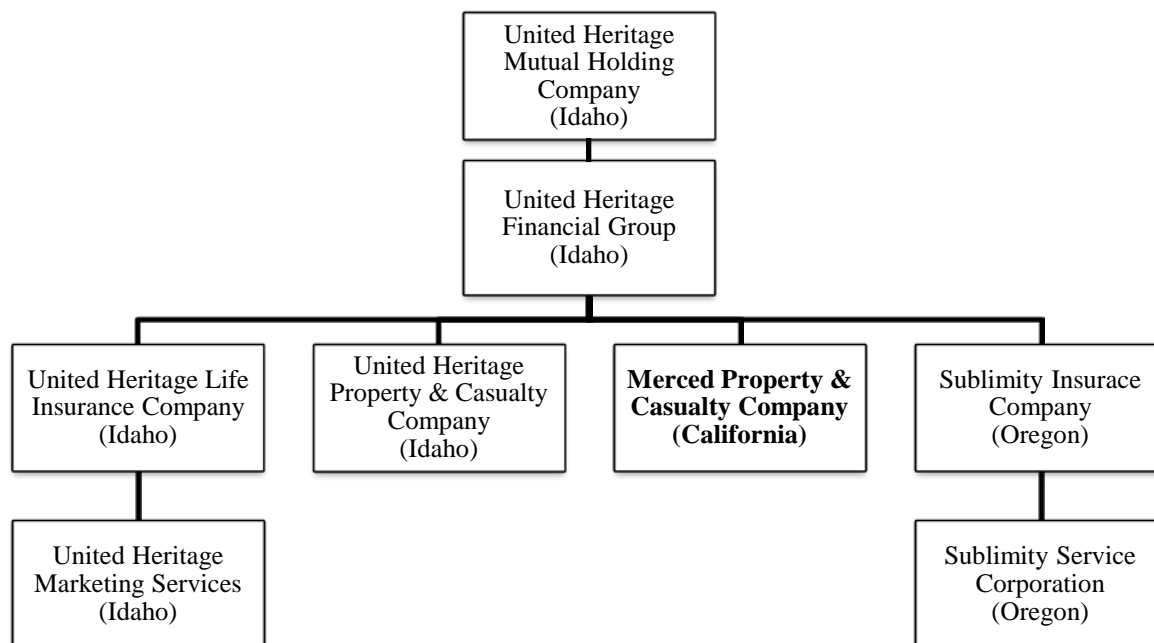 United Heritage
Mutual Holding
Company
(Idaho)
United Heritage
Financial Group
(Idaho)
United Heritage Life
Insurance Company
(Idaho)
United Heritage
Property & Casualty
Company
(Idaho)
Merced Property &
Casualty Company
(California)
Sublimity Insurace
Company
(Oregon)
United Heritage
Marketing Services
(Idaho)
Sublimity Service
Corporation
(Oregon)